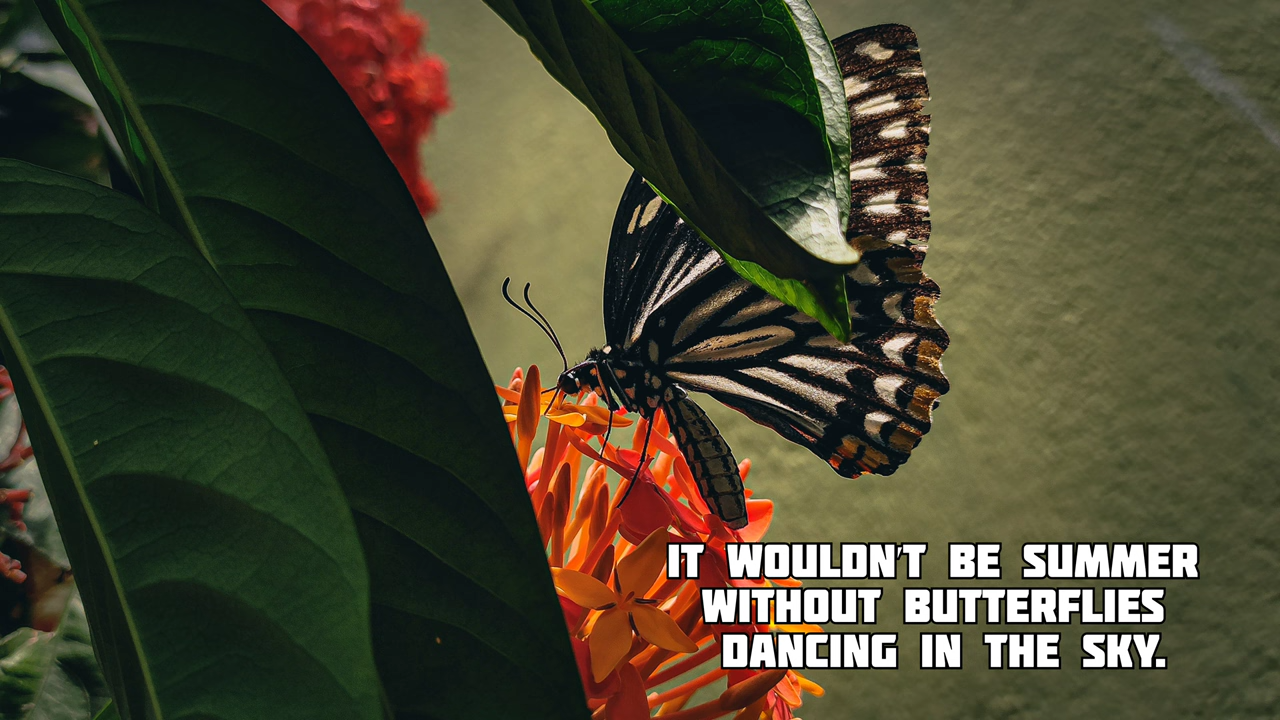 IT WOULDN'T BE SUMMER
WITHOUT BUTTERFLIES
DANCING IN THE SKY.